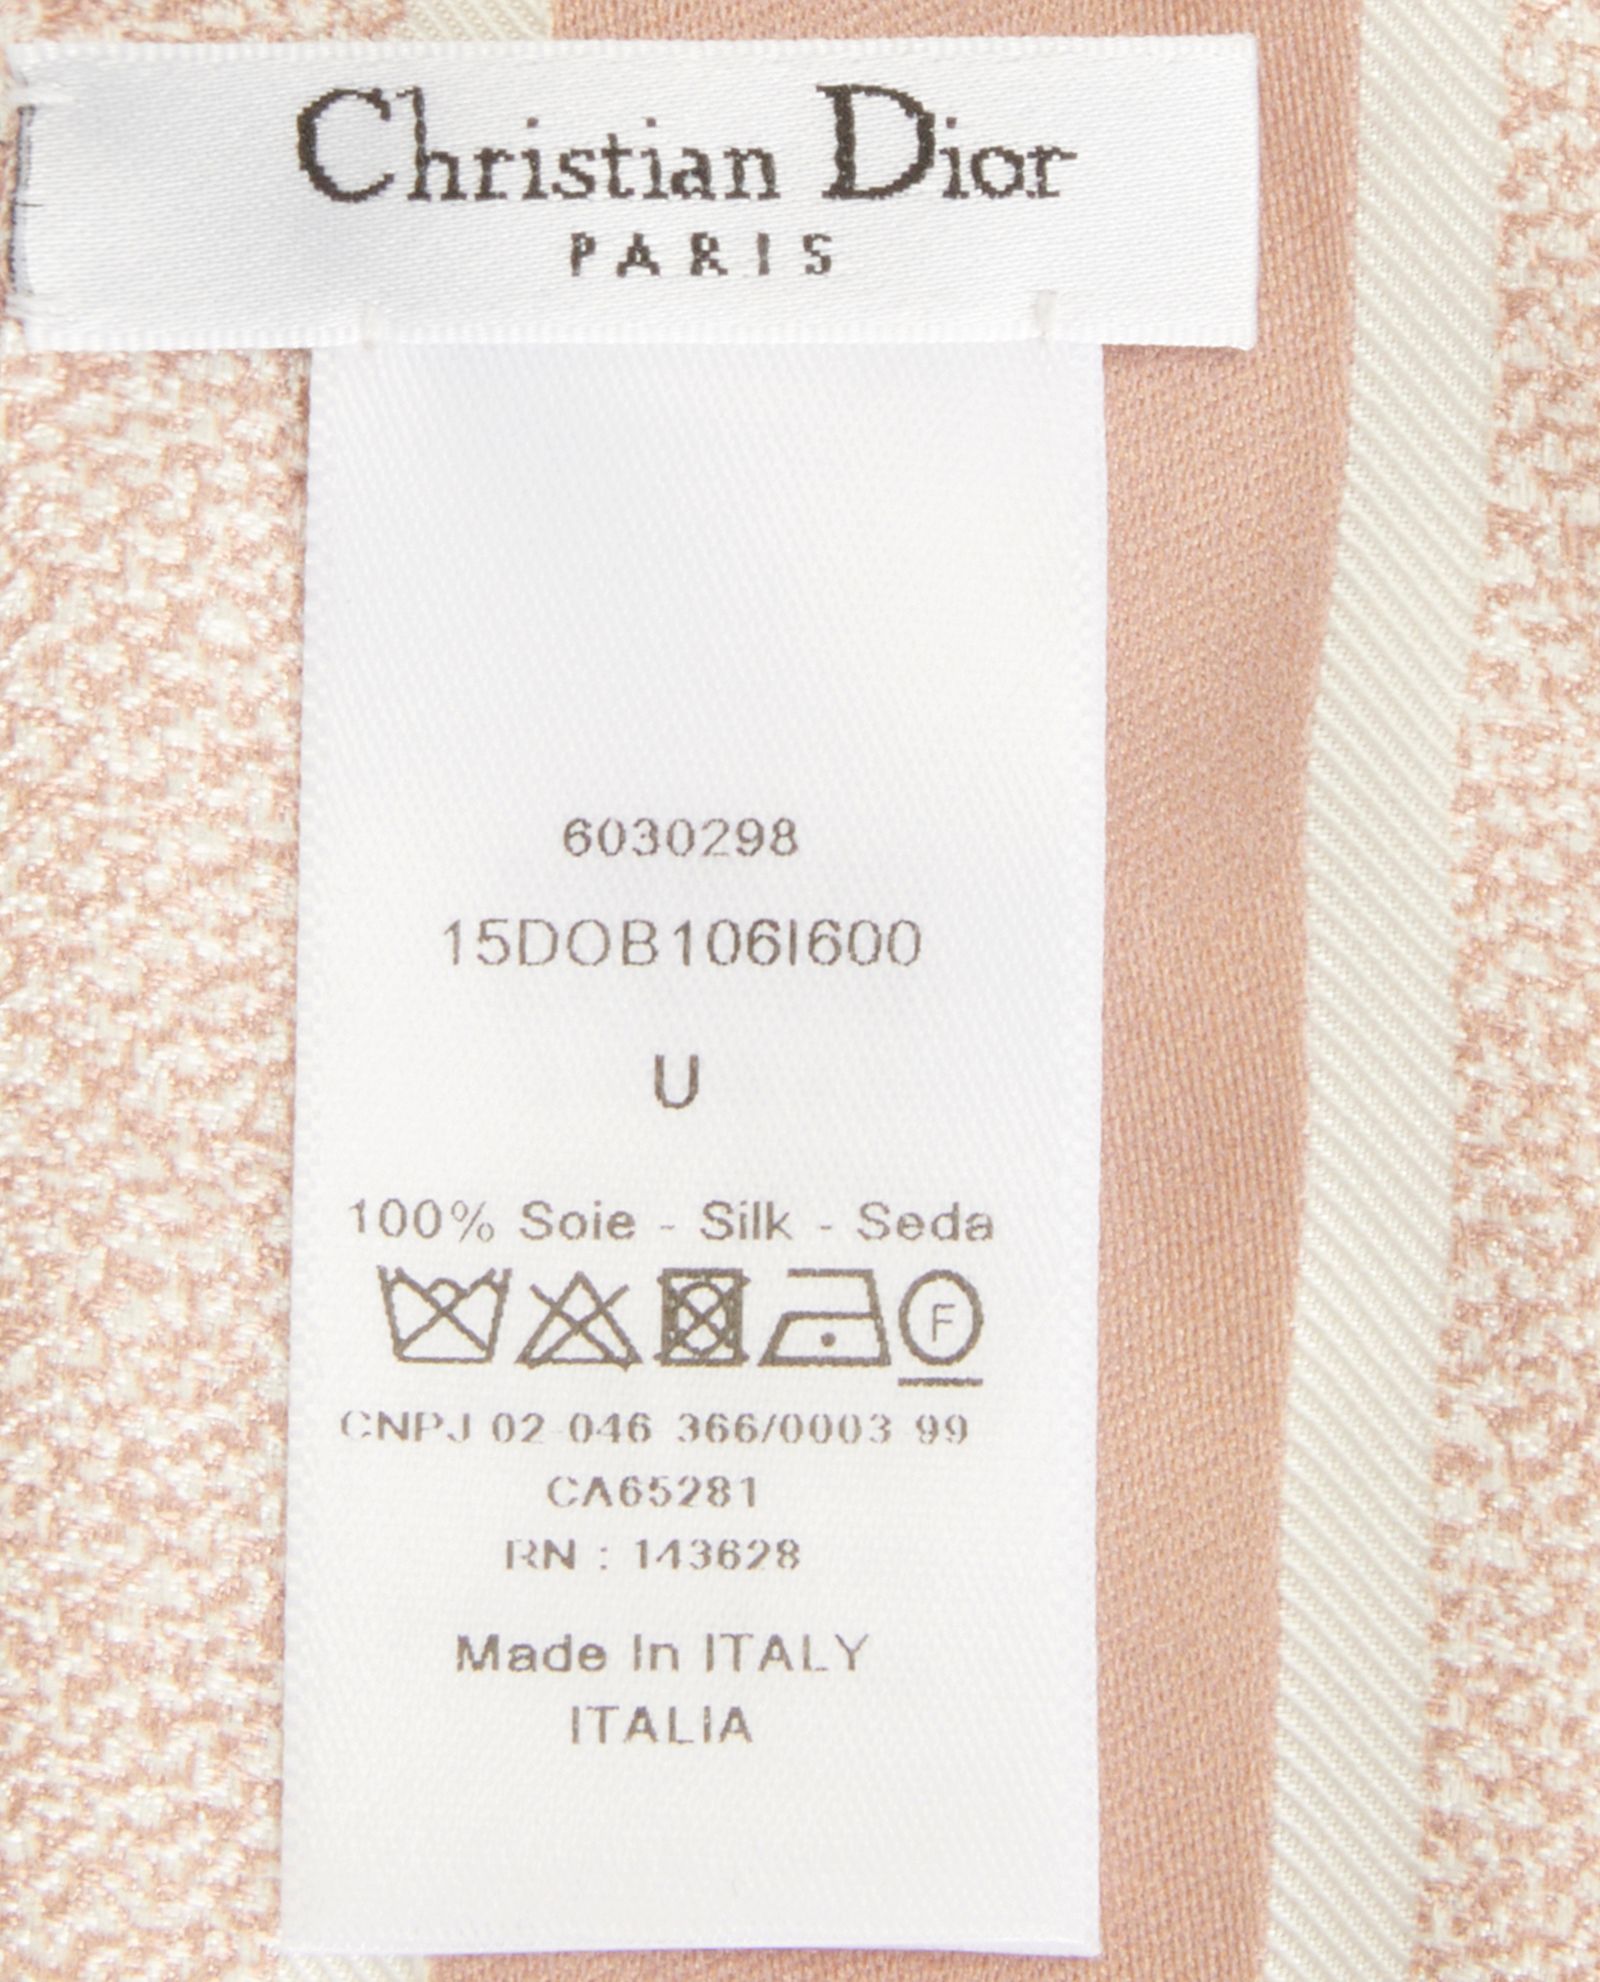 Christian Dior
PARIS
6030298
15DOB106I600
U
100% Soie - Silk - Seda
F
CNPJ 02 046 366/0003 99
CA65281
RN : 143628
Made In ITALY
ITALIA